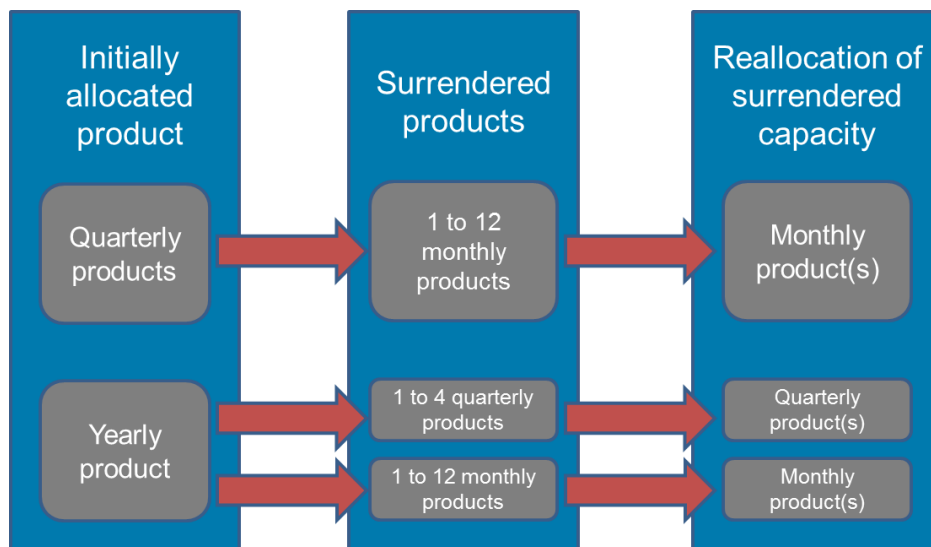 Initially
allocated
product
Quarterly
products
Yearly
product
Surrendered
products
1 to 12
monthly
products
1 to 4 quarterly
products
1 to 12 monthly
products
Reallocation of
surrendered
capacity
Monthly
product(s)
Quarterly
product(s)
Monthly
product(s)